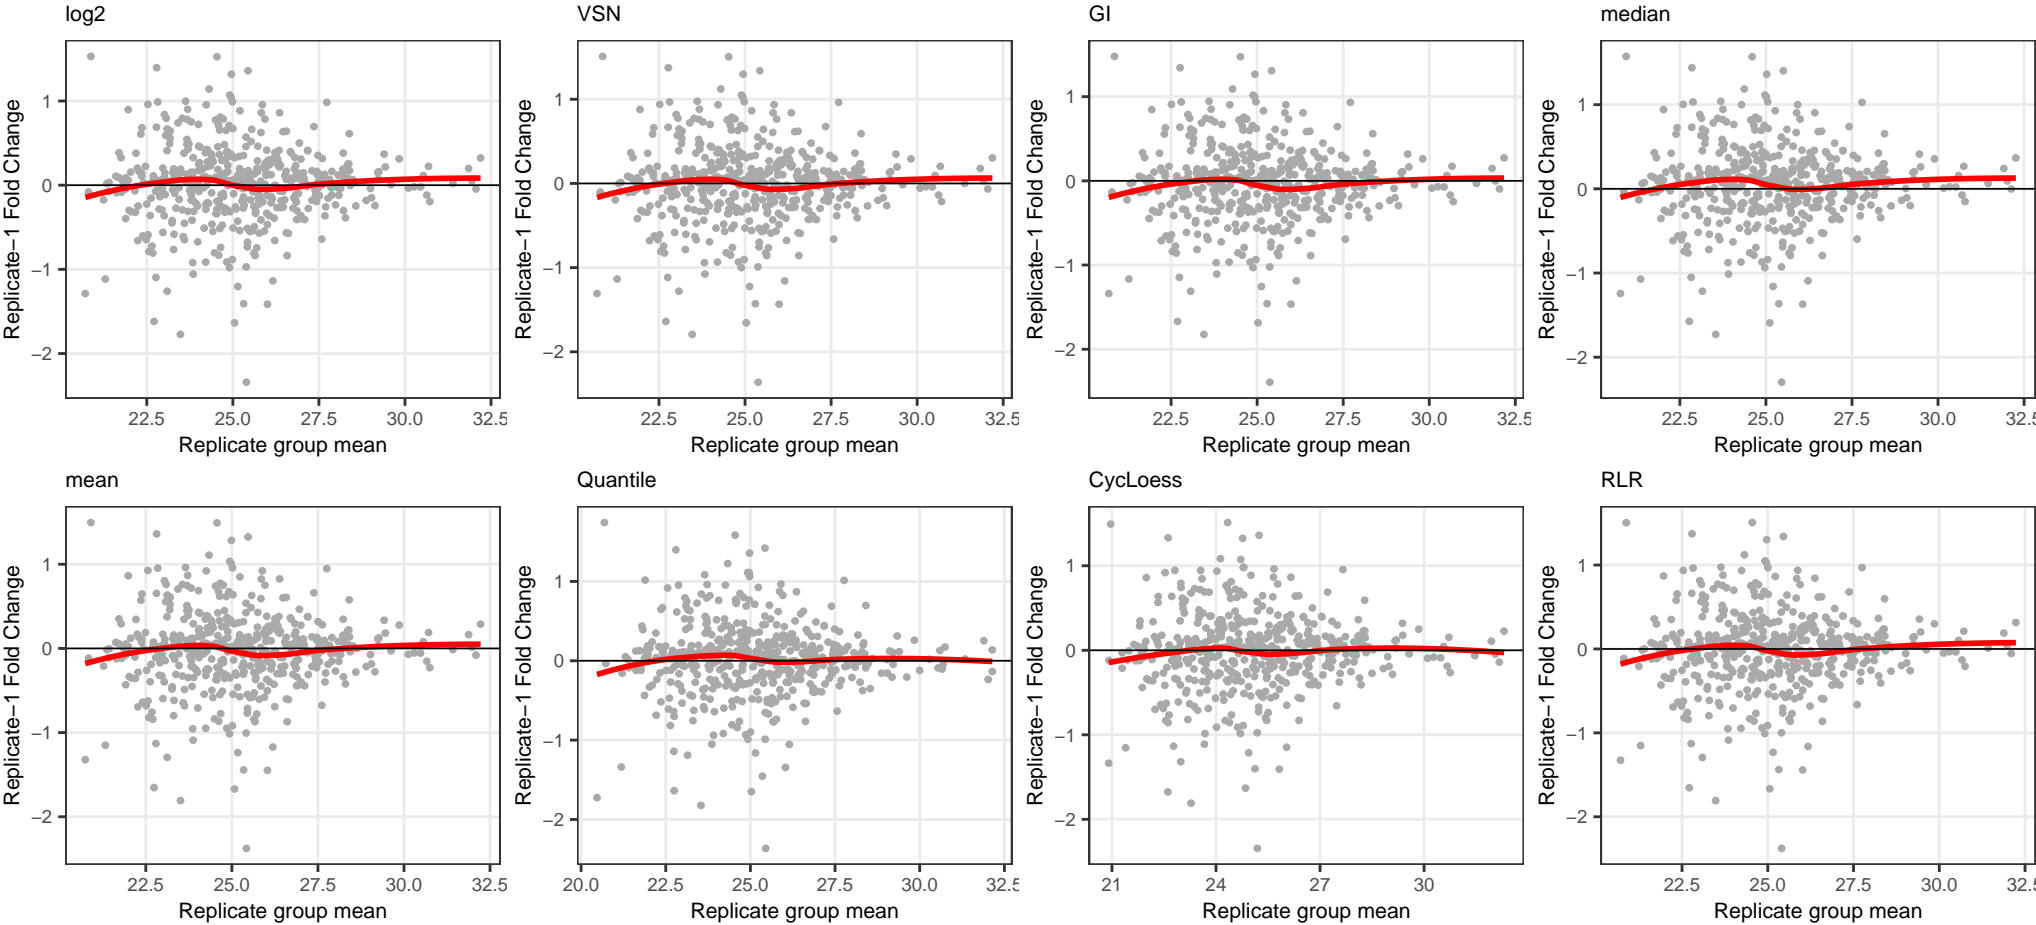 log2 VSN GI median
Replicate−1 Fold Change Replicate−1 Fold Change Replicate−1 Fold Change Replicate−1 Fold Change
1 1 1 1
0 0 0 0
−1 −1 −1 −1
−2 −2 −2 −2
22.5 25.0 27.5 30.0 32.5 22.5 25.0 27.5 30.0 32.5 22.5 25.0 27.5 30.0 32.5 22.5 25.0 27.5 30.0 32.5
Replicate group mean Replicate group mean Replicate group mean Replicate group mean
mean Quantile CycLoess RLR
Replicate−1 Fold Change Replicate−1 Fold Change Replicate−1 Fold Change Replicate−1 Fold Change
1 1 1 1
0 0 0 0
−1 −1 −1 −1
−2 −2 −2 −2
22.5 25.0 27.5 30.0 32.5 20.0 22.5 25.0 27.5 30.0 32.5 21 24 27 30 22.5 25.0 27.5 30.0 32.5
Replicate group mean Replicate group mean Replicate group mean Replicate group mean